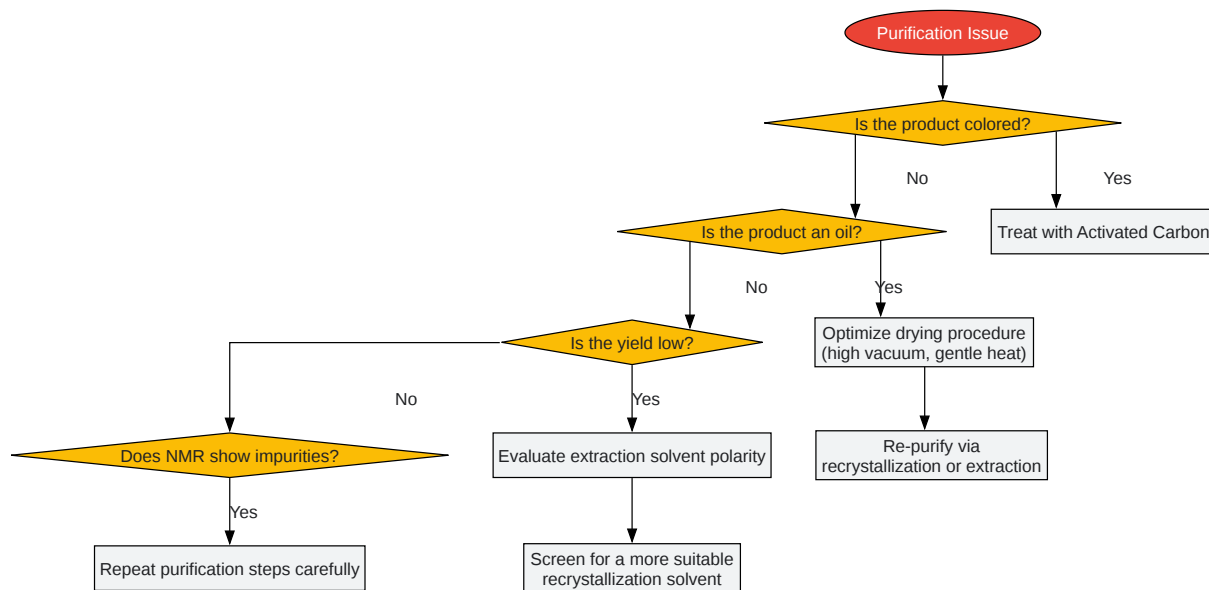 Purification Issue
Is the product colored?
No
Yes
Is the product an oil?
Treat with Activated Carbon
No
Yes
Is the yield low?
Optimize drying procedure
(high vacuum, gentle heat)
No
Yes
Does NMR show impurities?
Evaluate extraction solvent polarity
Re-purify via
recrystallization or extraction
Yes
Repeat purification steps carefully
Screen for a more suitable
recrystallization solvent